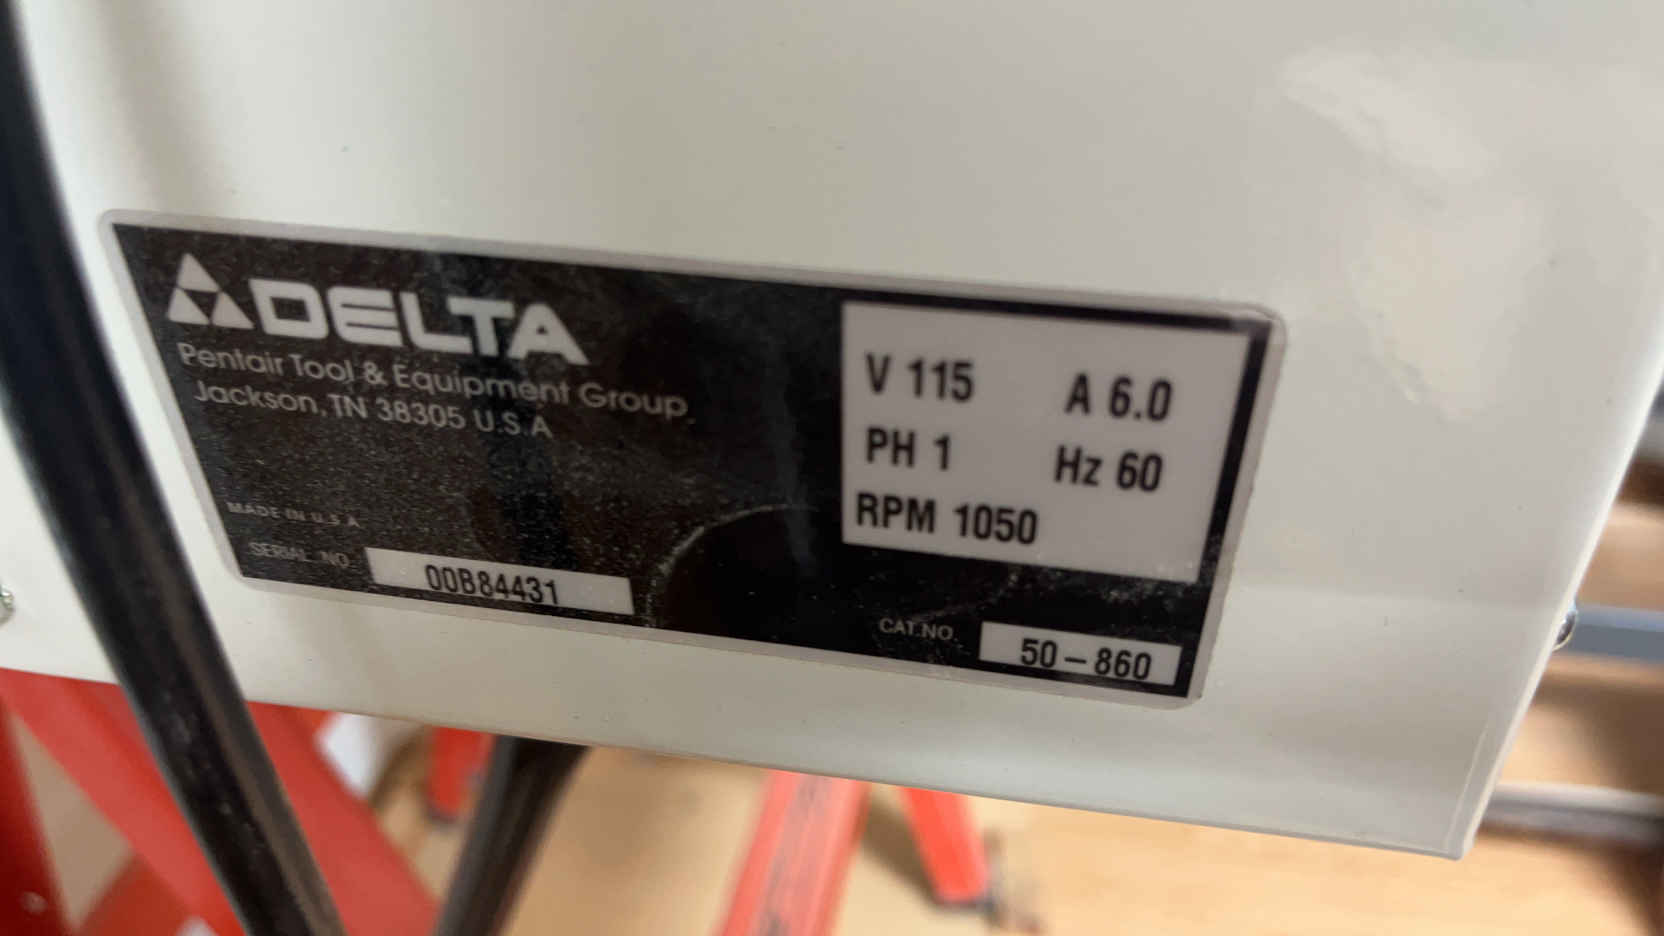 DELTA
Pentair Tool & Equipment Group
Jackson, TN 38305 U.S.A
MADE IN U.S.A
SERIAL NO. 00B84431
V 115 A 6.0
PH 1 Hz 60
RPM 1050
CAT.NO. 50-860